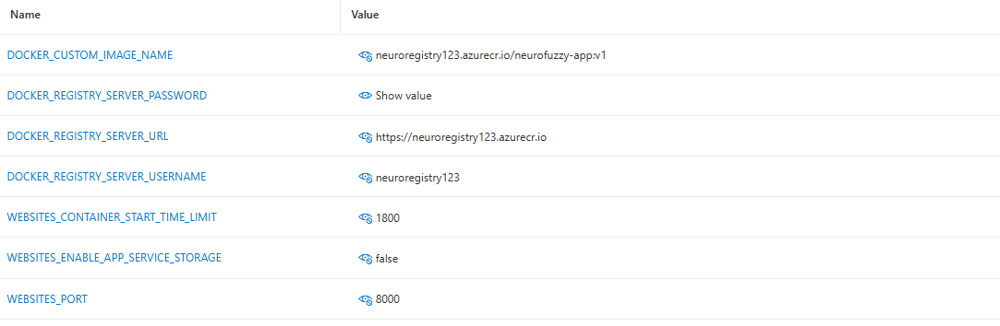 Name Value
DOCKER_CUSTOM_IMAGE_NAME neuroregistry123.azurecr.io/neurofuzzy-app:v1
DOCKER_REGISTRY_SERVER_PASSWORD Show value
DOCKER_REGISTRY_SERVER_URL https://neuroregistry123.azurecr.io
DOCKER_REGISTRY_SERVER_USERNAME neuroregistry123
WEBSITES_CONTAINER_START_TIME_LIMIT 1800
WEBSITES_ENABLE_APP_SERVICE_STORAGE false
WEBSITES_PORT 8000